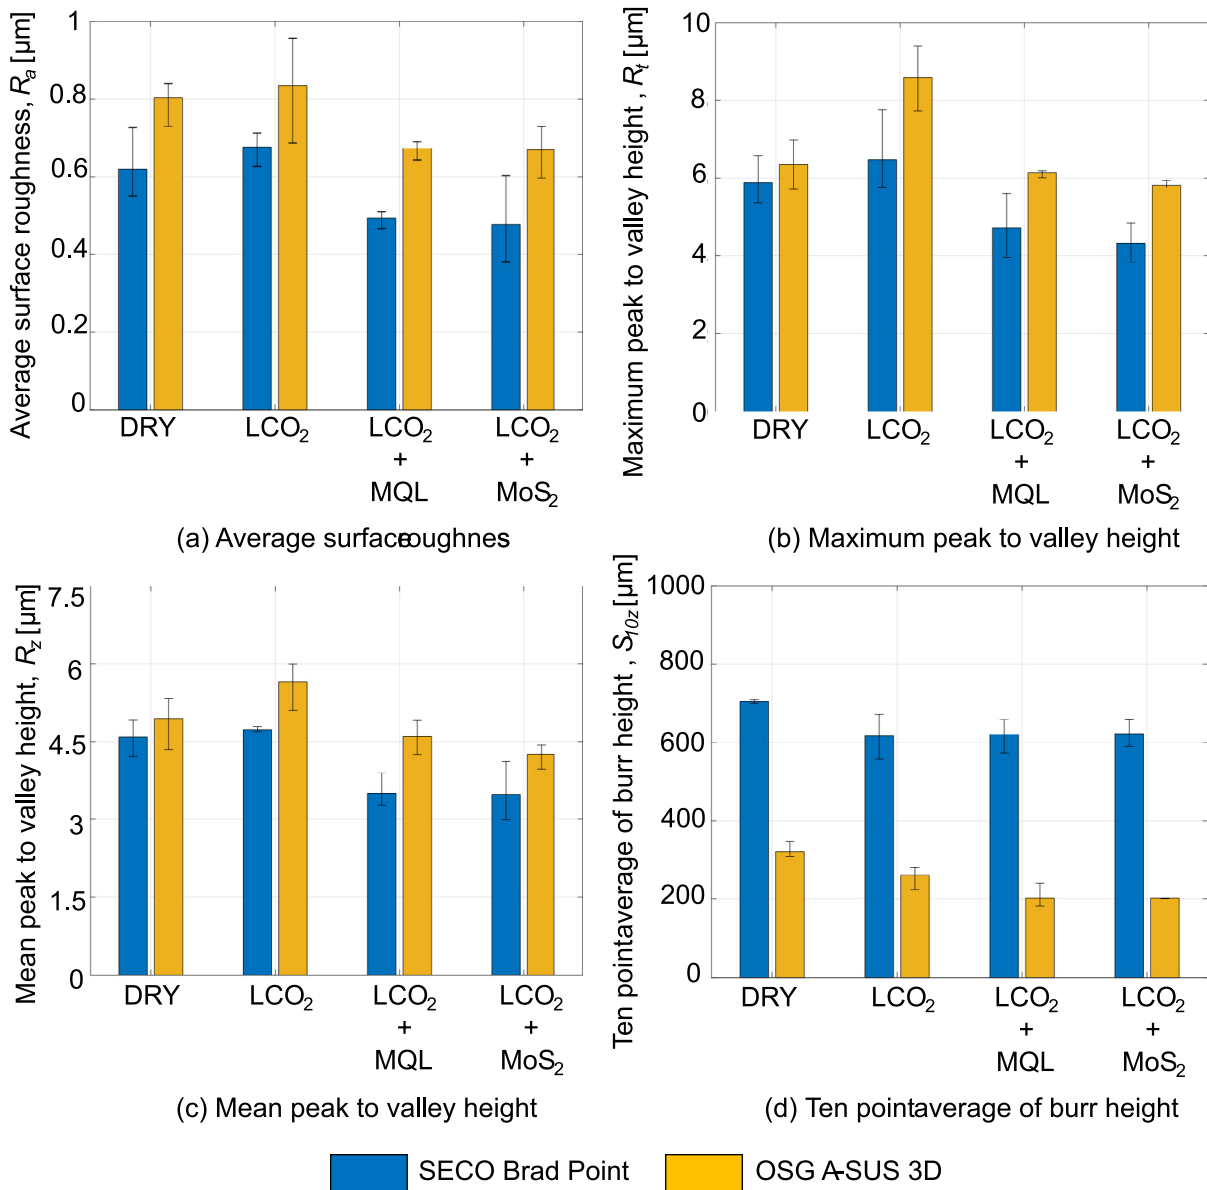 Average surface roughness, Ra [µm]
1
0.8
0.6
0.4
0.2
0
DRY
LCO2
LCO2
+
MQL
LCO2
+
MoS2
(a) Average surfaceroughnes
Maximum peak to valley height , Rt [µm]
10
8
6
4
2
0
DRY
LCO2
LCO2
+
MQL
LCO2
+
MoS2
(b) Maximum peak to valley height
Mean peak to valley height, Rz [µm]
7.5
6
4.5
3
1.5
0
DRY
LCO2
LCO2
+
MQL
LCO2
+
MoS2
(c) Mean peak to valley height
Ten pointaverage of burr height , S10z [µm]
1000
800
600
400
200
0
DRY
LCO2
LCO2
+
MQL
LCO2
+
MoS2
(d) Ten pointaverage of burr height
SECO Brad Point
OSG A-SUS 3D